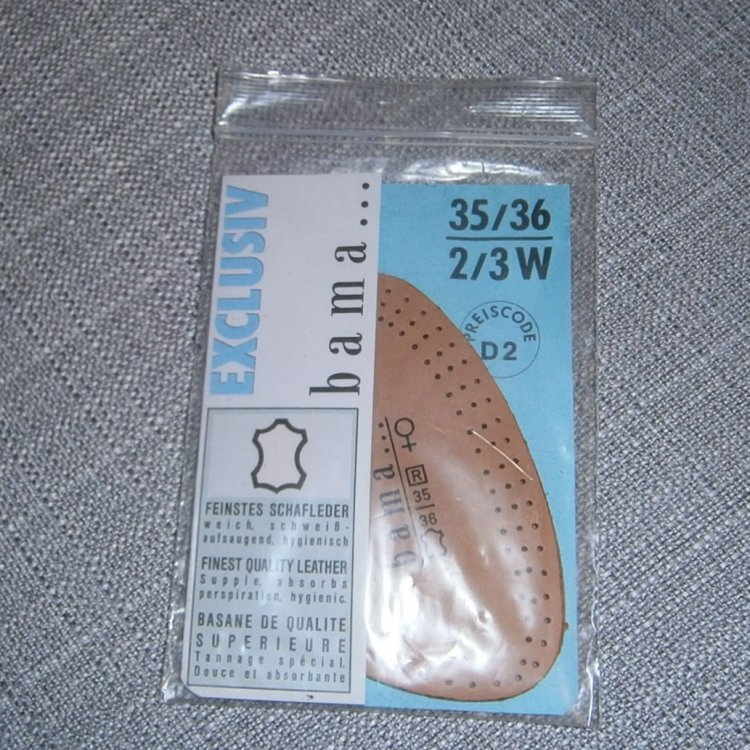 EXCLUSIV
bama...
35/36
2/3 W
PREISCODE
D2
bama...
R
35
36
FEINSTES SCHAFLEDER
weich, schweiß-
aufsaugend, hygienisch
FINEST QUALITY LEATHER
Supple, absorbs
perspiration, hygienic.
BASANE DE QUALITE
SUPERIEURE
Tannage spécial.
Douce et absorbante